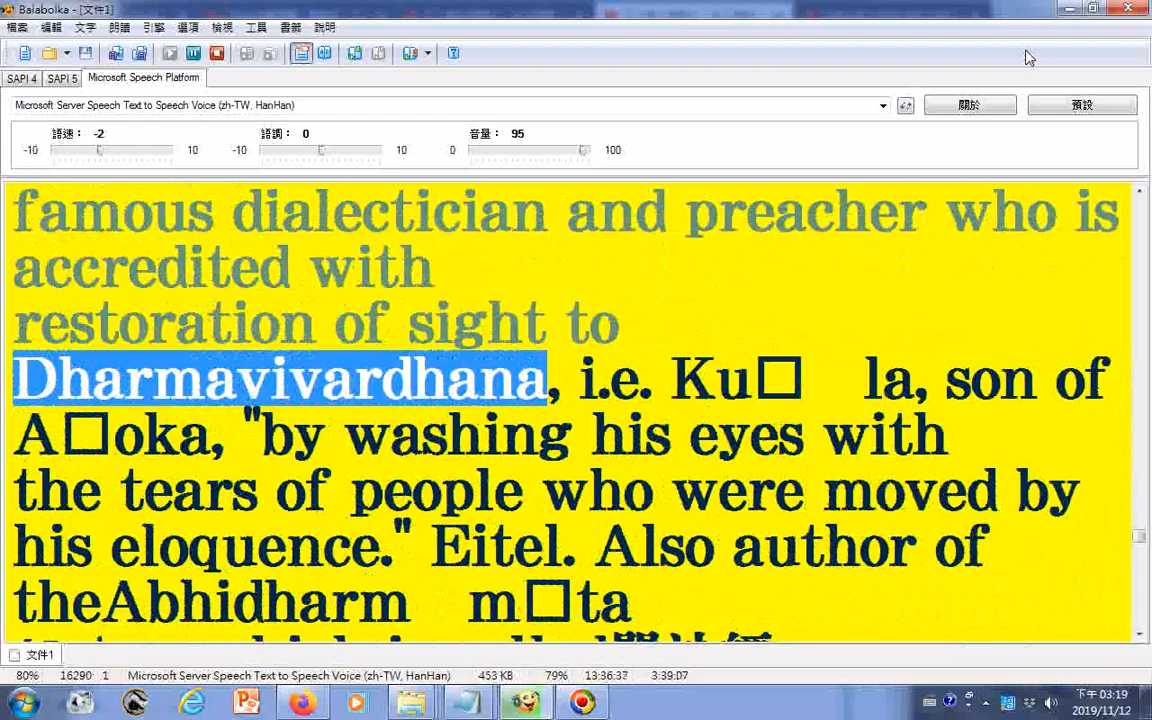 Balabolka - [文件1]
檔案 編輯 文字 朗讀 引擎 選項 檢視 工具 書籤 說明
SAPI 4 SAPI 5 Microsoft Speech Platform
Microsoft Server Speech Text to Speech Voice (zh-TW, HanHan)
關於 預設
語速： -2 語調： 0 音量： 95
-10 10 -10 10 0 100
famous dialectician and preacher who is
accredited with
restoration of sight to
Dharmavivardhana, i.e. Ku□ la, son of
A□oka, "by washing his eyes with
the tears of people who were moved by
his eloquence." Eitel. Also author of
theAbhidharm m□ta
文件1
80% 16290 1 Microsoft Server Speech Text to Speech Voice (zh-TW, HanHan) 453 KB 79% 13:36:37 3:39:07
下午 03:19
2019/11/12